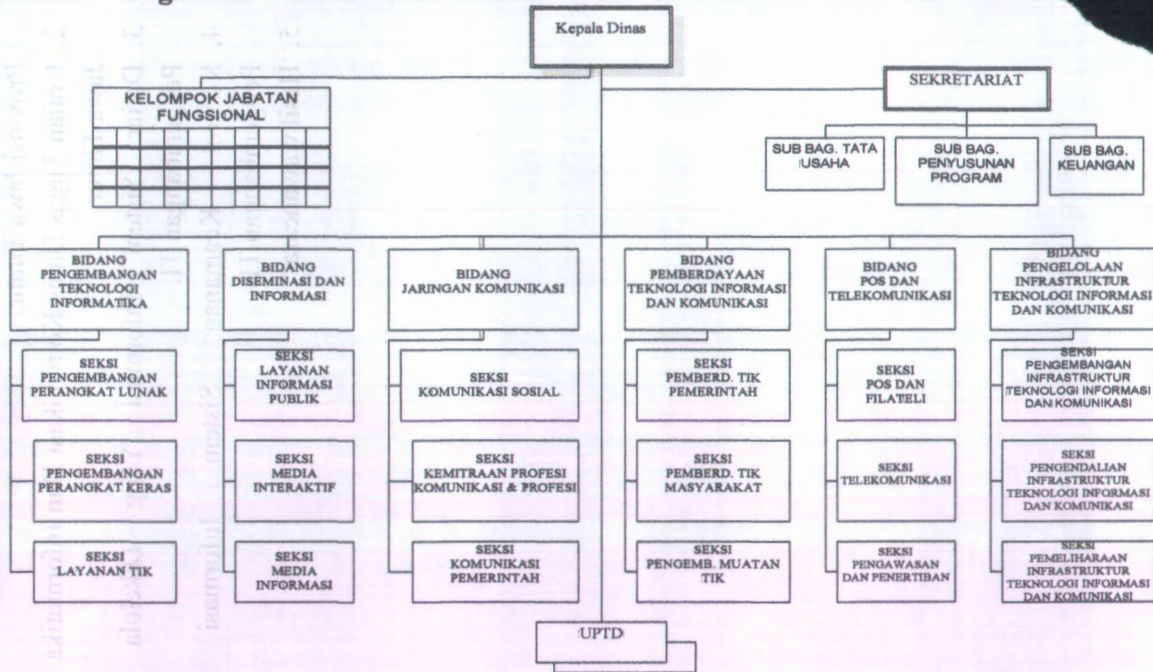 Kepala Dinas
SEKRETARIAT
KELOMPOK JABATAN
FUNGSIONAL
SUB BAG. TATA
USAHA
SUB BAG.
PENYUSUNAN
PROGRAM
SUB BAG.
KEUANGAN
BIDANG
PENGEMBANGAN
TEKNOLOGI
INFORMATIKA
BIDANG
DISEMINASI DAN
INFORMASI
BIDANG
JARINGAN KOMUNIKASI
BIDANG
PEMBERDAYAAN
TEKNOLOGI INFORMASI
DAN KOMUNIKASI
BIDANG
POS DAN
TELEKOMUNIKASI
BIDANG
PENGELOLAAN
INFRASTRUKTUR
TEKNOLOGI INFORMASI
DAN KOMUNIKASI
SEKSI
PENGEMBANGAN
PERANGKAT LUNAK
SEKSI
LAYANAN
INFORMASI
PUBLIK
SEKSI
KOMUNIKASI SOSIAL
SEKSI
PEMBERD. TIK
PEMERINTAH
SEKSI
POS DAN
FILATELI
SEKSI
PENGEMBANGAN
INFRASTRUKTUR
TEKNOLOGI INFORMASI
DAN KOMUNIKASI
SEKSI
PENGEMBANGAN
PERANGKAT KERAS
SEKSI
MEDIA
INTERAKTIF
SEKSI
KEMITRAAN PROFESI
KOMUNIKASI & PROFESI
SEKSI
PEMBERD. TIK
MASYARAKAT
SEKSI
TELEKOMUNIKASI
SEKSI
PENGENDALIAN
INFRASTRUKTUR
TEKNOLOGI INFORMASI
DAN KOMUNIKASI
SEKSI
LAYANAN TIK
SEKSI
MEDIA
INFORMASI
SEKSI
KOMUNIKASI
PEMERINTAH
SEKSI
PENGEMB. MUATAN
TIK
SEKSI
PENGAWASAN
DAN PENERTIBAN
SEKSI
PEMELIHARAAN
INFRASTRUKTUR
TEKNOLOGI INFORMASI
DAN KOMUNIKASI
UPTD